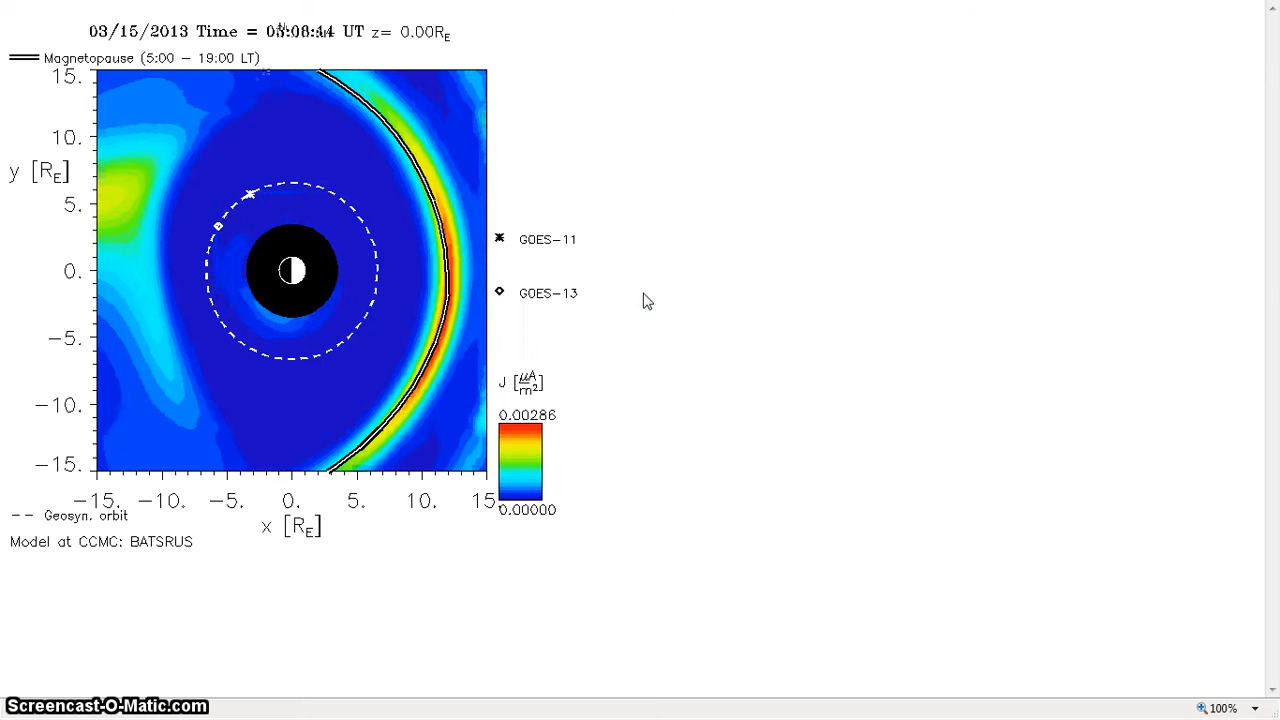 03/15/2013 Time = UT z= 0.00RE
Magnetopause (5:00 – 19:00 LT)
15.
10.
y [RE]
5.
0.
−5.
−10.
−15.
−15. −10. −5. 0. 5. 10. 15.
x [RE]
GOES−11
GOES−13
J [μA/m²]
0.00286
0.00000
Geosyn. orbit
Model at CCMC: BATSRUS
Screencast-O-Matic.com
100%